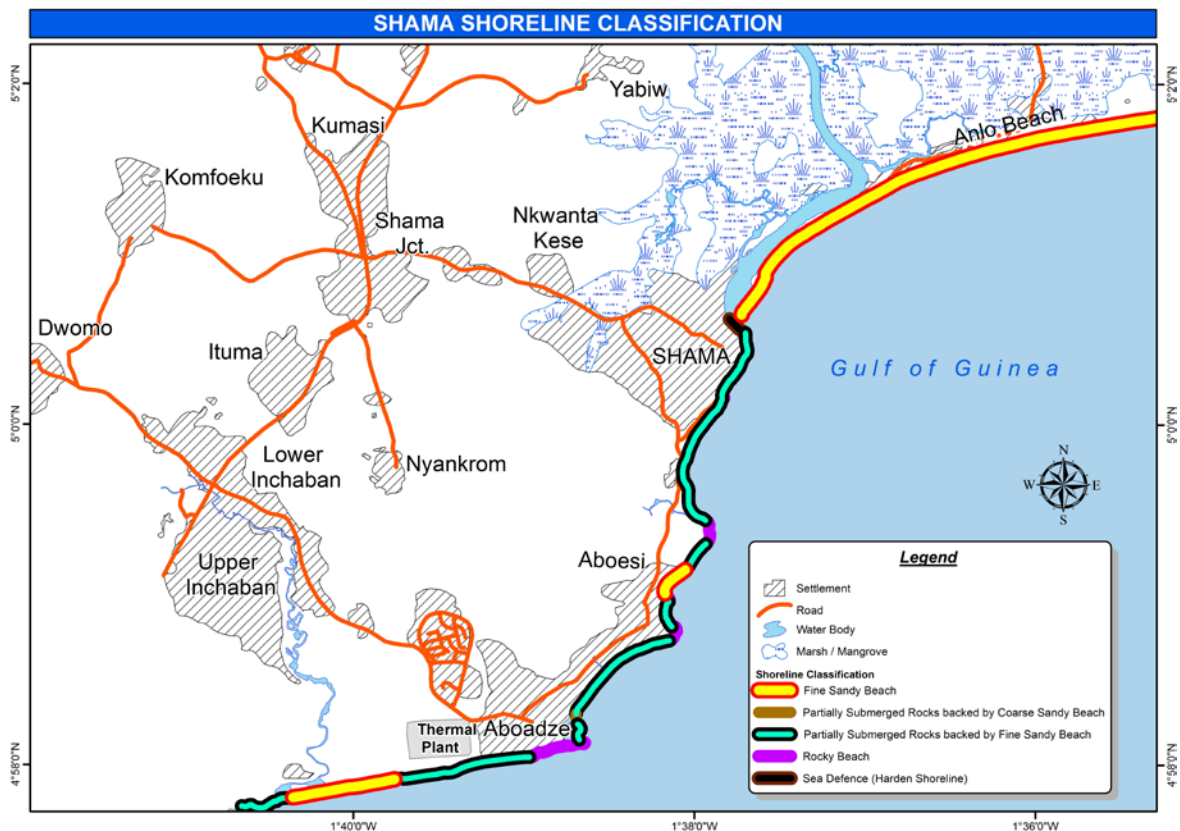 SHAMA SHORELINE CLASSIFICATION
5°2'0"N
5°2'0"N
Yabiw
Kumasi
Anlo Beach
Komfoeku
Shama
Jct.
Nkwanta
Kese
Dwomo
Ituma
SHAMA
Gulf of Guinea
5°0'0"N
5°0'0"N
Lower
Inchaban
Nyankrom
N
W
E
S
Upper
Inchaban
Aboesi
Aboadze
Thermal
Plant
4°58'0"N
4°58'0"N
Legend
Settlement
Road
Water Body
Marsh / Mangrove
Shoreline Classification
Fine Sandy Beach
Partially Submerged Rocks backed by Coarse Sandy Beach
Partially Submerged Rocks backed by Fine Sandy Beach
Rocky Beach
Sea Defence (Harden Shoreline)
1°40'0"W
1°38'0"W
1°36'0"W